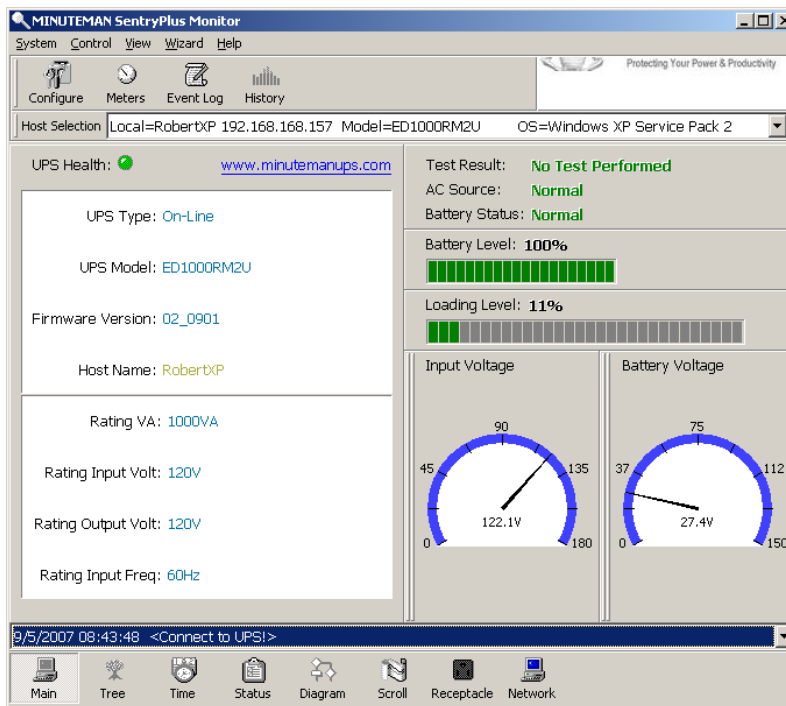 MINUTEMAN SentryPlus Monitor
System Control View Wizard Help
Configure Meters Event Log History
Protecting Your Power & Productivity
Host Selection Local=RobertXP 192.168.168.157 Model=ED1000RM2U OS=Windows XP Service Pack 2
UPS Health: www.minutemanups.com
UPS Type: On-Line
UPS Model: ED1000RM2U
Firmware Version: 02_0901
Host Name: RobertXP
Rating VA: 1000VA
Rating Input Volt: 120V
Rating Output Volt: 120V
Rating Input Freq: 60Hz
Test Result: No Test Performed
AC Source: Normal
Battery Status: Normal
Battery Level: 100%
Loading Level: 11%
Input Voltage
90
45 135
122.1V
0 180
Battery Voltage
75
37 112
27.4V
0 150
9/5/2007 08:43:48 <Connect to UPS!>
Main Tree Time Status Diagram Scroll Receptacle Network